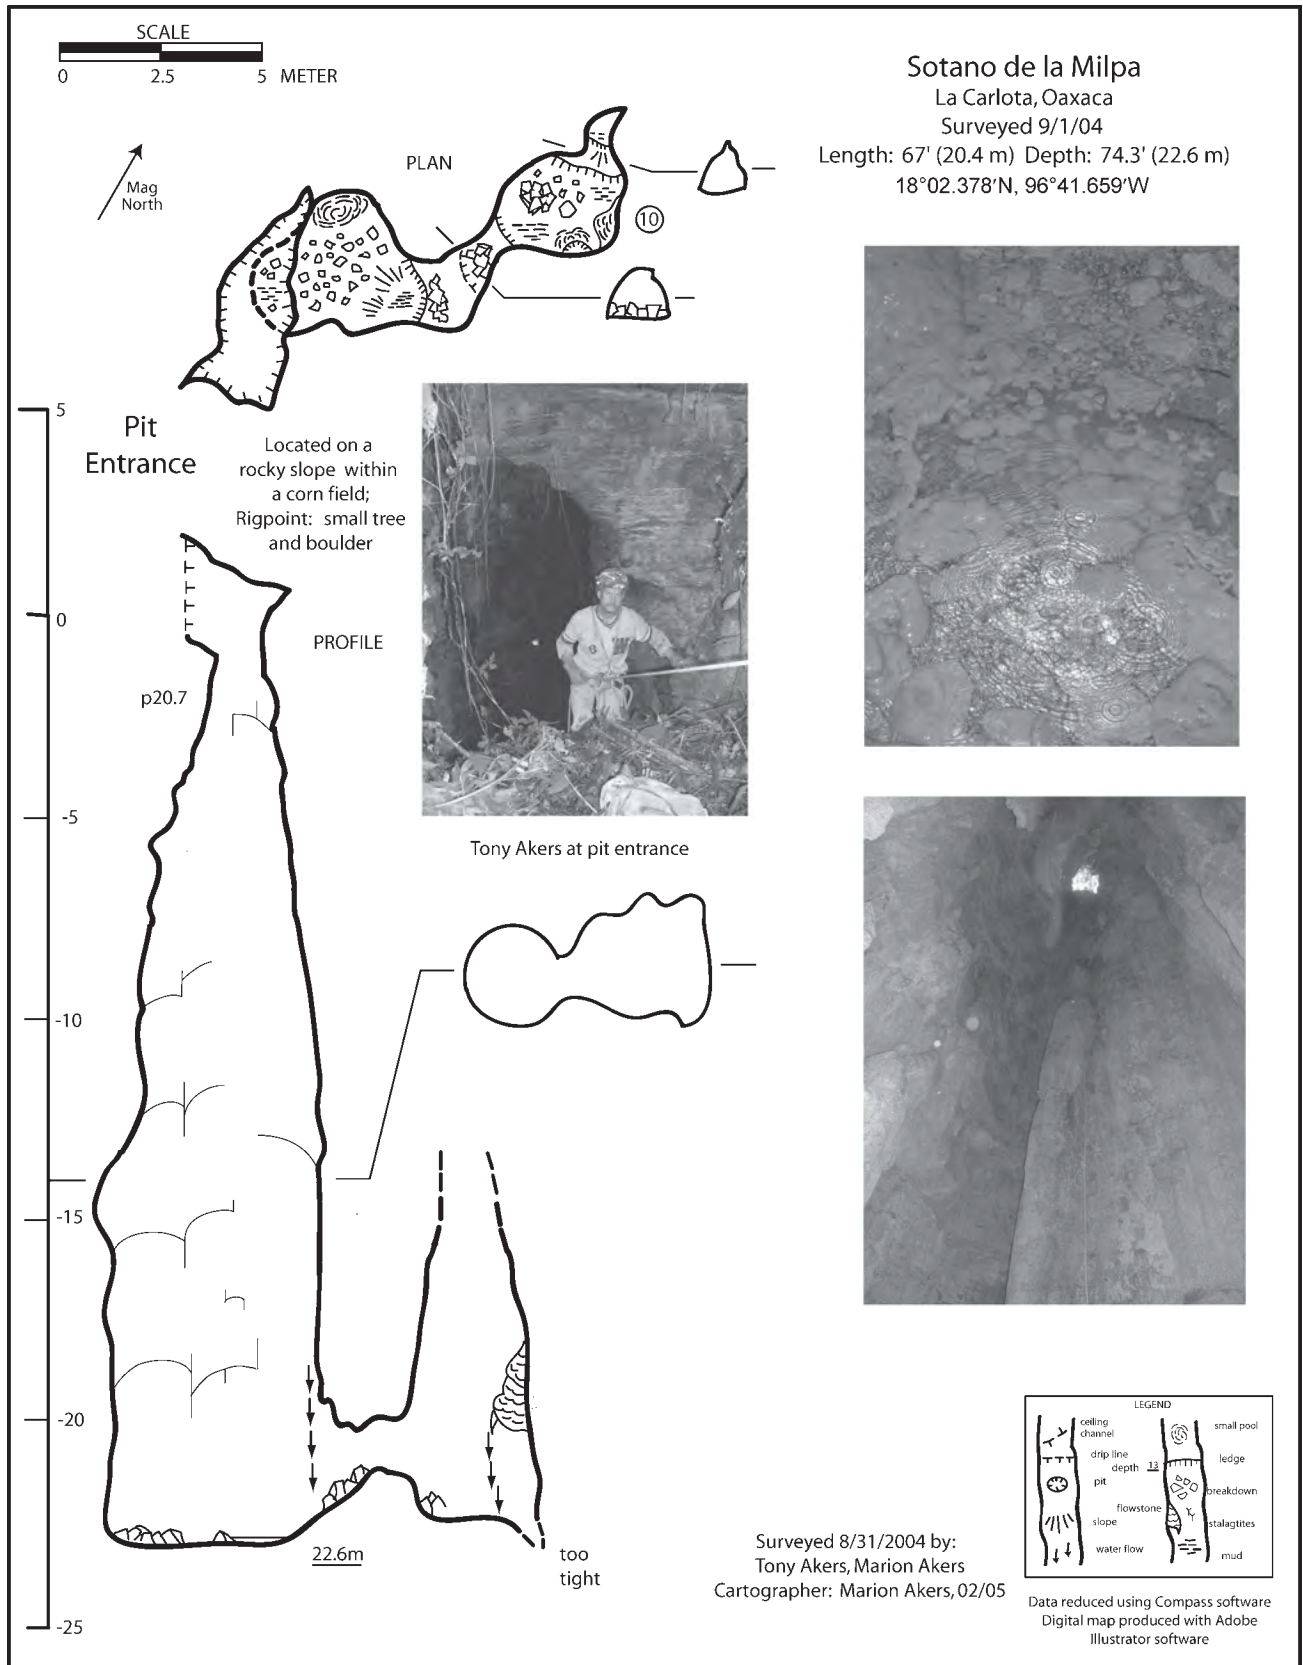 SCALE
0 2.5 5 METER
Sotano de la Milpa
La Carlota, Oaxaca
Surveyed 9/1/04
Length: 67' (20.4 m) Depth: 74.3' (22.6 m)
18°02.378'N, 96°41.659'W
Mag
North
PLAN
10
5
Pit
Entrance
Located on a
rocky slope within
a corn field;
Rigpoint: small tree
and boulder
0
PROFILE
p20.7
-5
Tony Akers at pit entrance
-10
-15
-20
22.6m
too
tight
-25
Surveyed 8/31/2004 by:
Tony Akers, Marion Akers
Cartographer: Marion Akers, 02/05
LEGEND
ceiling
channel
drip line
depth 13
pit
flowstone
slope
water flow
small pool
ledge
breakdown
stalagtites
mud
Data reduced using Compass software
Digital map produced with Adobe
Illustrator software